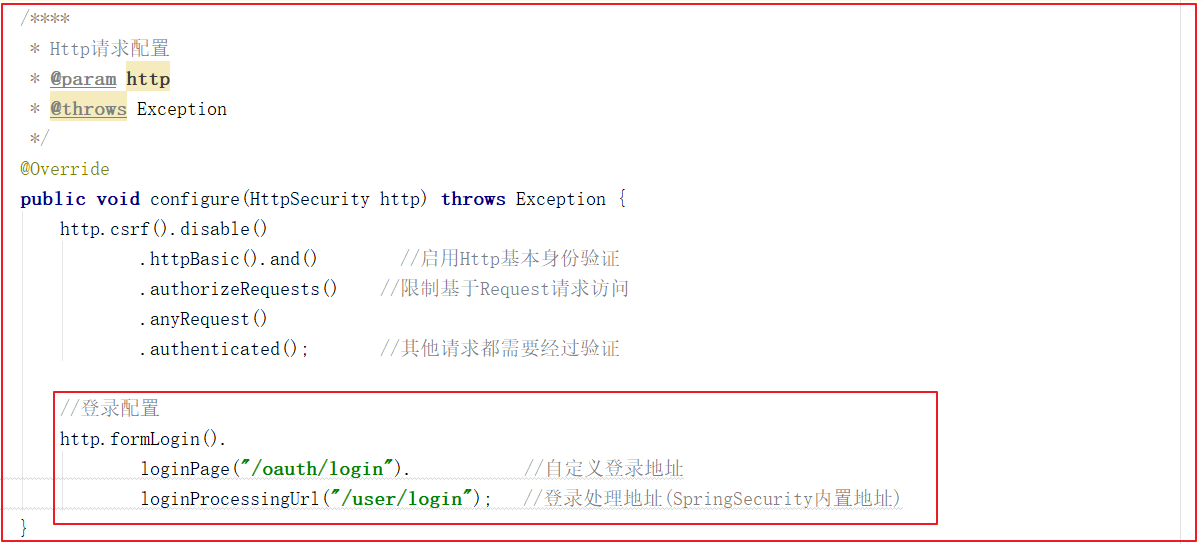 /****
 * Http请求配置
 * @param http
 * @throws Exception
 */
@Override
public void configure(HttpSecurity http) throws Exception {
    http.csrf().disable()
            .httpBasic().and()        //启用Http基本身份验证
            .authorizeRequests()    //限制基于Request请求访问
            .anyRequest()
            .authenticated();       //其他请求都需要经过验证
    //登录配置
    http.formLogin().
            loginPage("/oauth/login").           //自定义登录地址
            loginProcessingUrl("/user/login");   //登录处理地址(SpringSecurity内置地址)
}